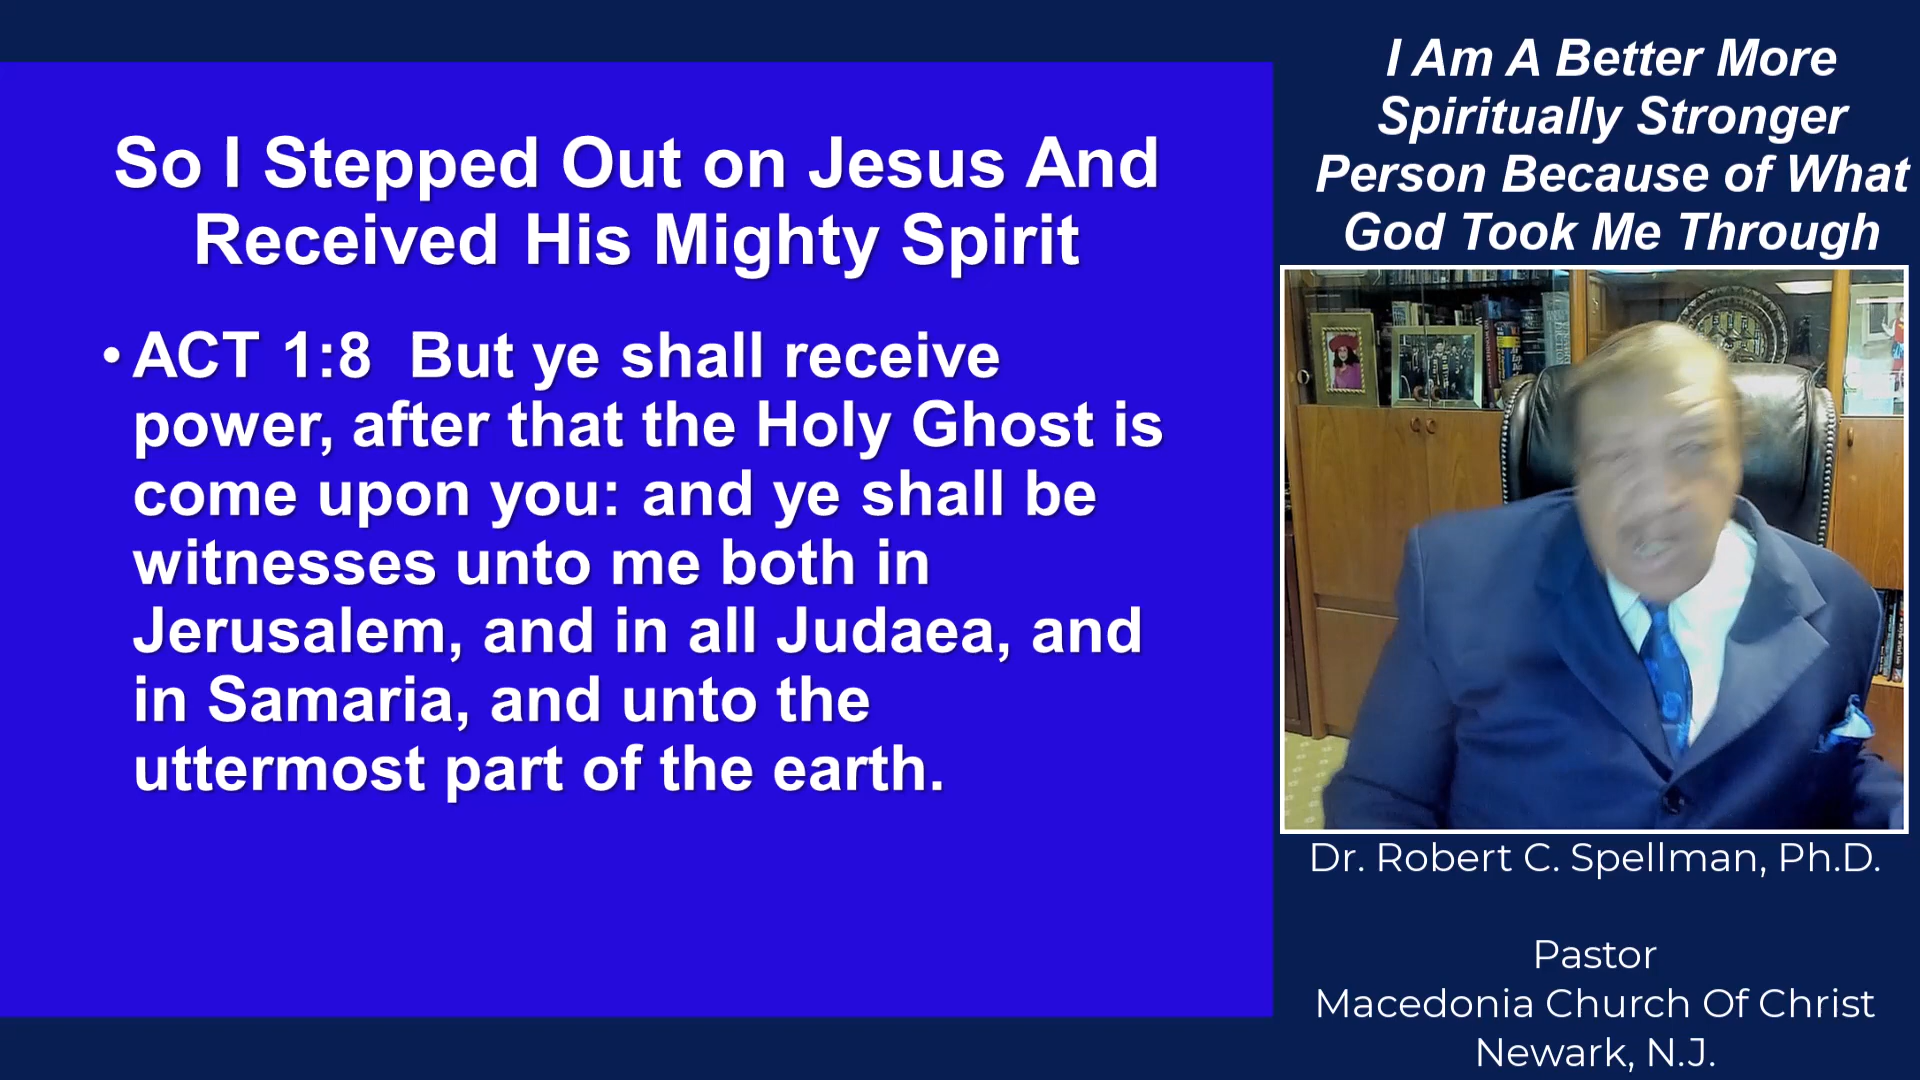 So I Stepped Out on Jesus And
Received His Mighty Spirit
• ACT 1:8  But ye shall receive
power, after that the Holy Ghost is
come upon you: and ye shall be
witnesses unto me both in
Jerusalem, and in all Judaea, and
in Samaria, and unto the
uttermost part of the earth.
I Am A Better More
Spiritually Stronger
Person Because of What
God Took Me Through
Dr. Robert C. Spellman, Ph.D.
Pastor
Macedonia Church Of Christ
Newark, N.J.